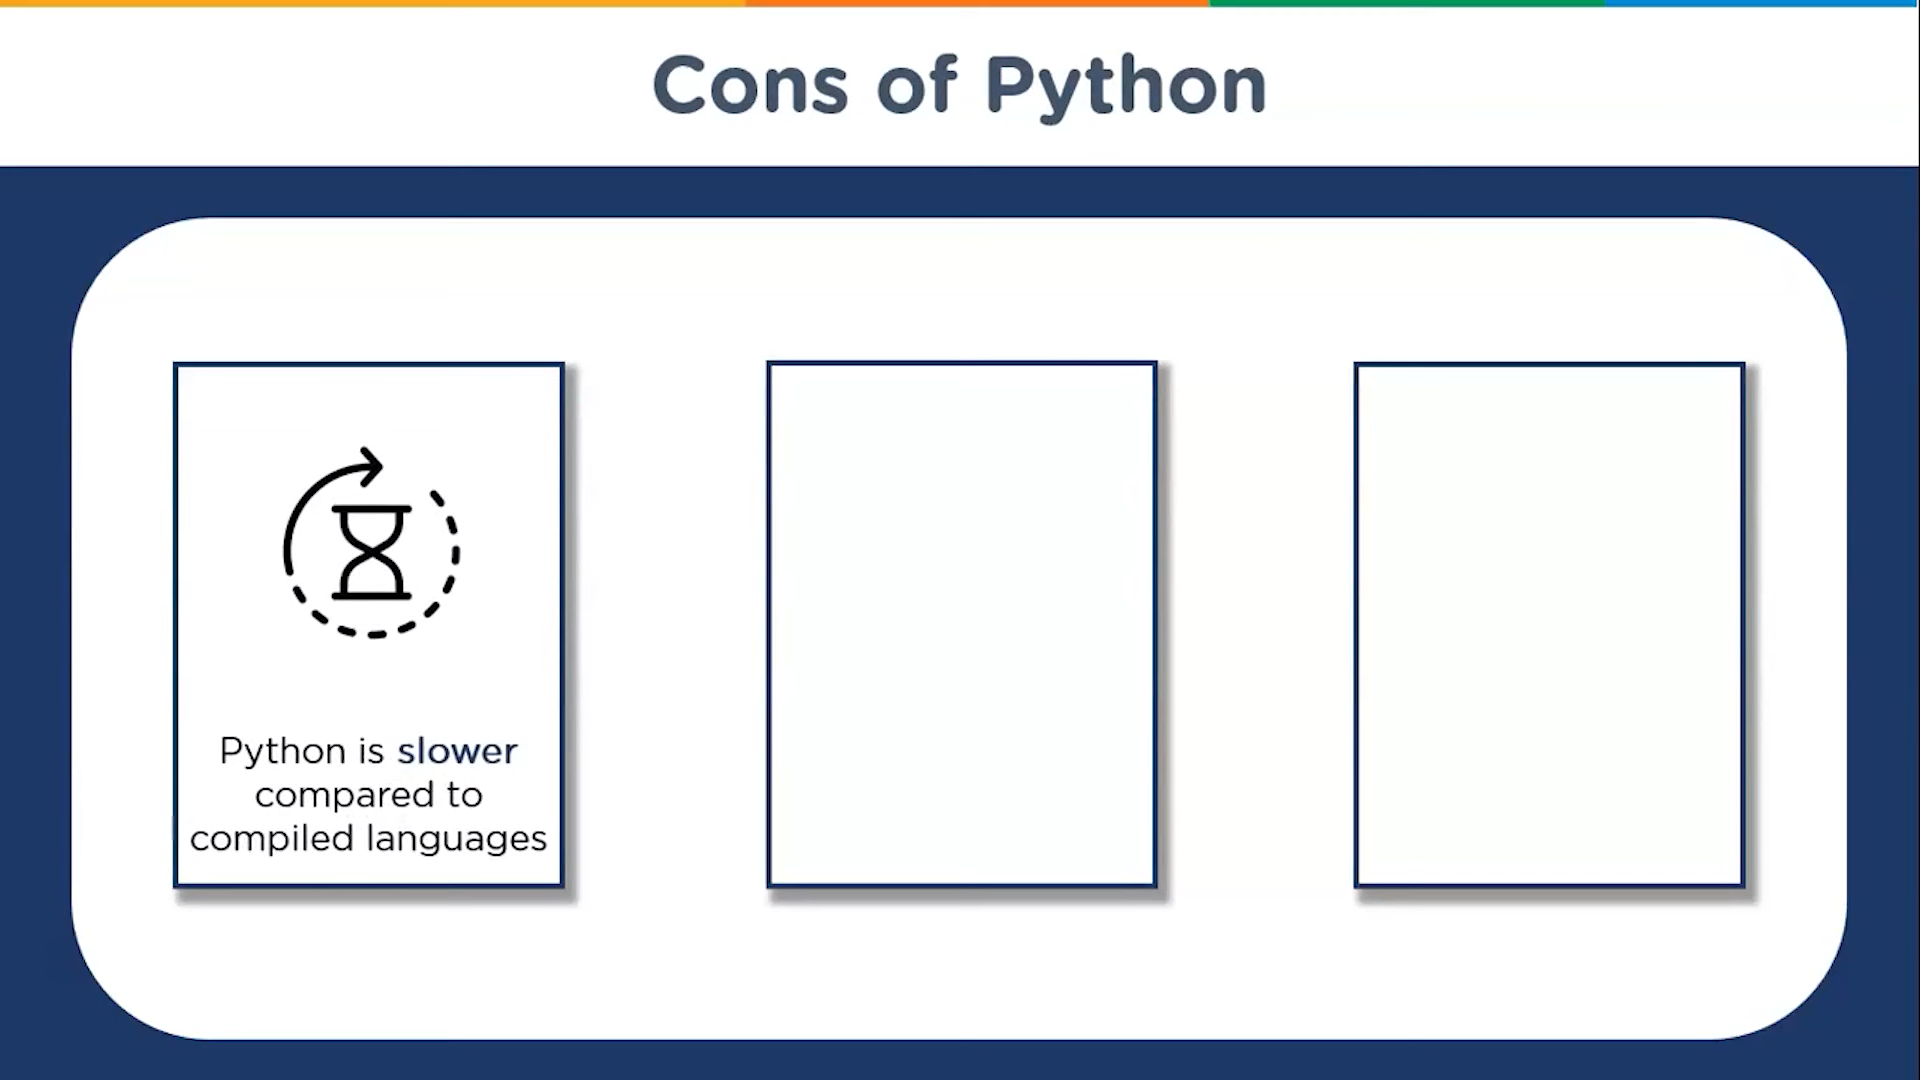 Cons of Python
Python is slower
compared to
compiled languages